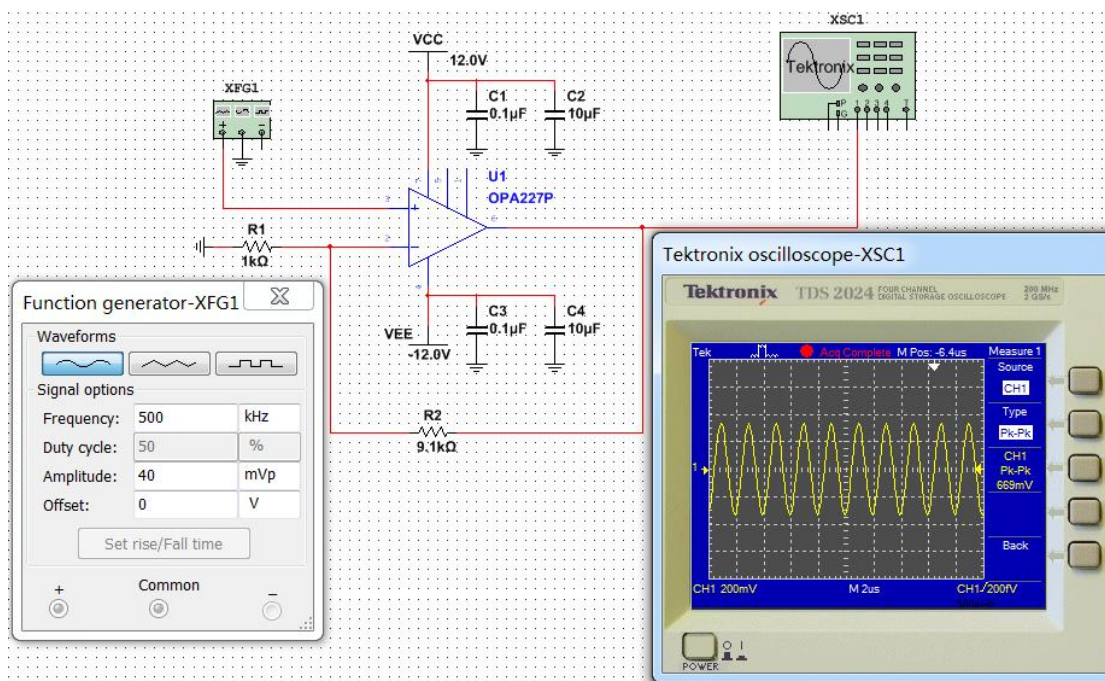 XSC1
Tektronix
P
G
1 2 3 4
T
VCC
12.0V
XFG1
+
−
C1
0.1µF
C2
10µF
U1
OPA227P
3
2
6
+
−
R1
1kΩ
VEE
-12.0V
C3
0.1µF
C4
10µF
R2
9.1kΩ
Function generator-XFG1
Waveforms
Signal options
Frequency: 500 kHz
Duty cycle: 50 %
Amplitude: 40 mVp
Offset: 0 V
Set rise/Fall time
+ Common −
Tektronix oscilloscope-XSC1
Tektronix TDS 2024 FOUR CHANNEL DIGITAL STORAGE OSCILLOSCOPE 200 MHz 2 GS/s
Tek Acq Complete M Pos: -6.4us Measure 1
Source
CH1
Type
Pk-Pk
CH1
Pk-Pk
669mV
Back
1
CH1 200mV M 2us CH1 200fV
POWER